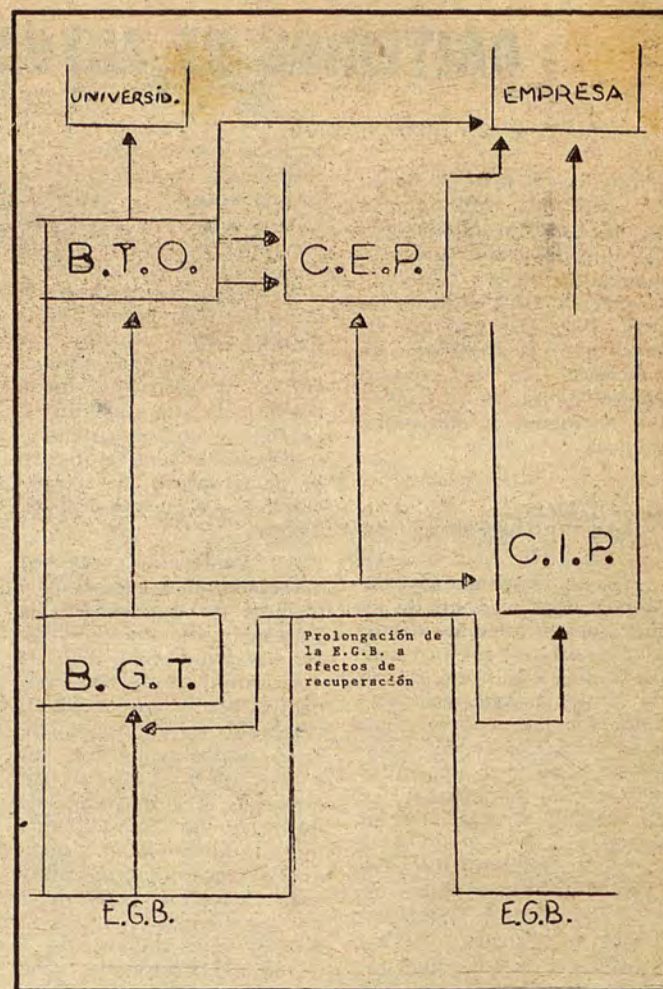 UNIVERSID.
EMPRESA
B.T.O.
C.E.P.
C.I.P.
B.G.T.
Prolongación de
la E.G.B. a
efectos de
recuperación
E.G.B.
E.G.B.